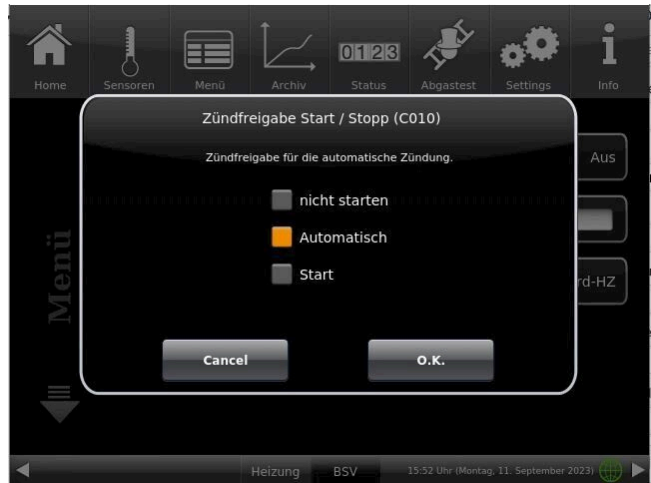 0123
Home Sensoren Menü Archiv Status Abgastest Settings Info
Zündfreigabe Start / Stopp (C010)
Zündfreigabe für die automatische Zündung.
Aus
nicht starten
Automatisch
Start
rd-HZ
Menü
Cancel O.K.
Heizung BSV 15:52 Uhr (Montag, 11. September 2023)